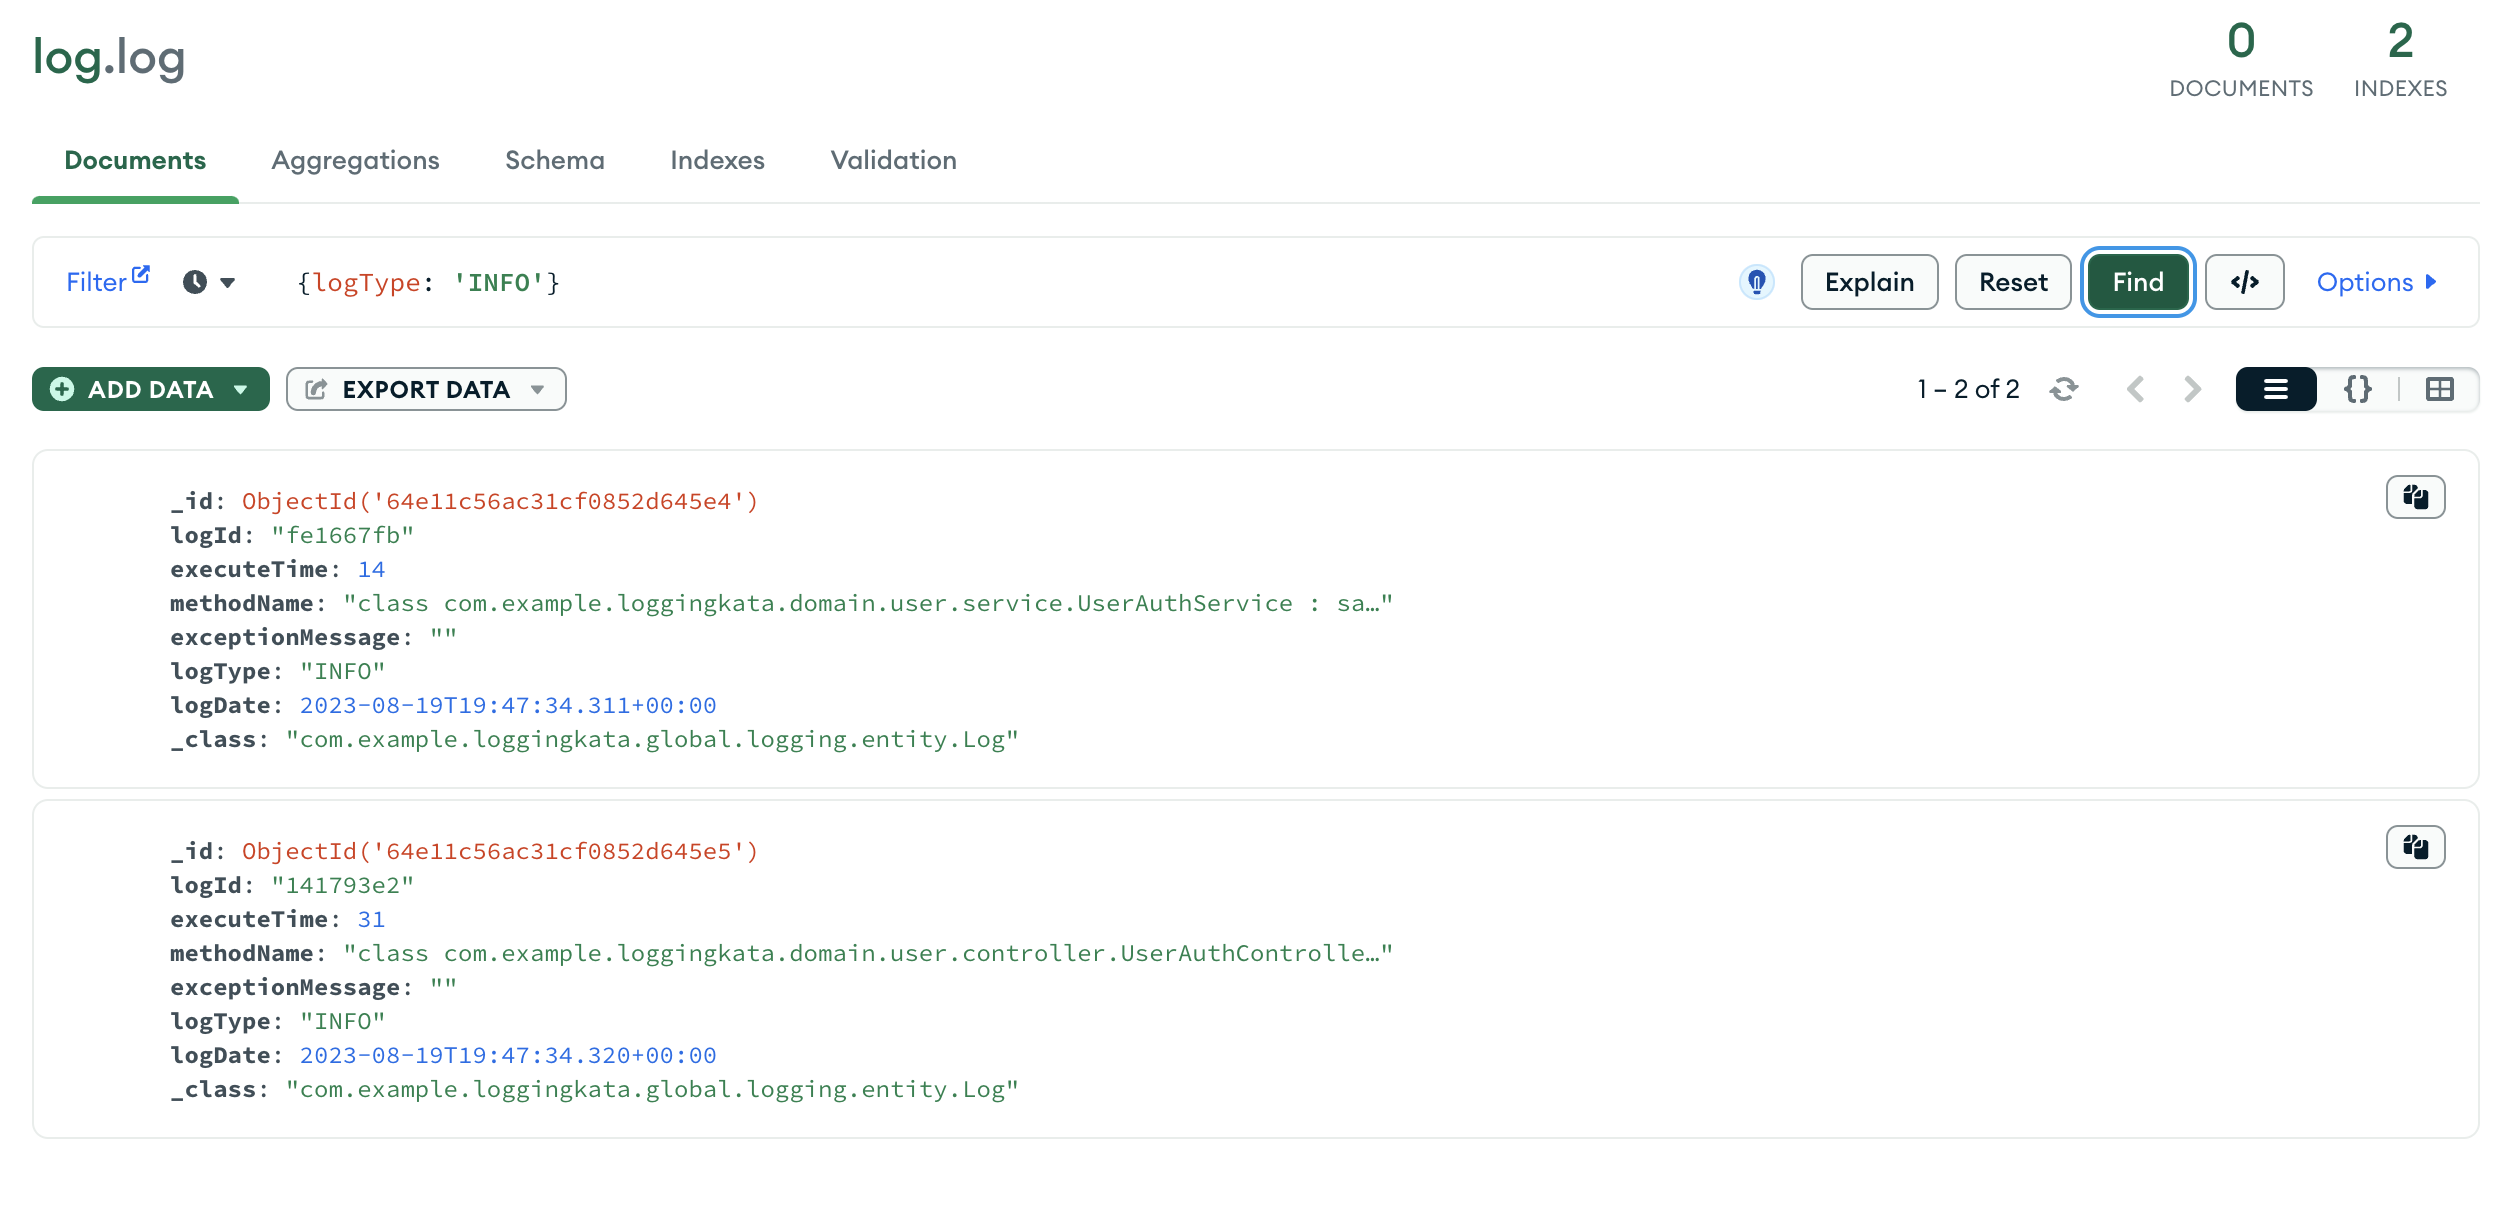 log.log
0 DOCUMENTS
2 INDEXES
Documents Aggregations Schema Indexes Validation
Filter {logType: 'INFO'} Explain Reset Find </> Options
ADD DATA EXPORT DATA 1 – 2 of 2 {}
_id: ObjectId('64e11c56ac31cf0852d645e4')
logId: "fe1667fb"
executeTime: 14
methodName: "class com.example.loggingkata.domain.user.service.UserAuthService : sa…"
exceptionMessage: ""
logType: "INFO"
logDate: 2023-08-19T19:47:34.311+00:00
_class: "com.example.loggingkata.global.logging.entity.Log"
_id: ObjectId('64e11c56ac31cf0852d645e5')
logId: "141793e2"
executeTime: 31
methodName: "class com.example.loggingkata.domain.user.controller.UserAuthControlle…"
exceptionMessage: ""
logType: "INFO"
logDate: 2023-08-19T19:47:34.320+00:00
_class: "com.example.loggingkata.global.logging.entity.Log"